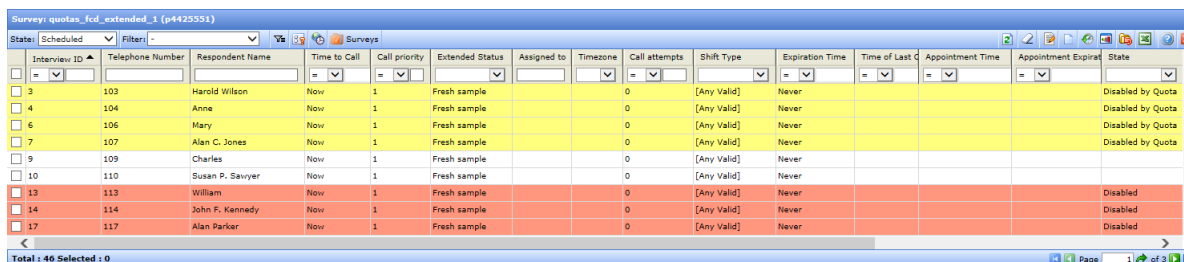 Survey: quotas_fcd_extended_1 (p4425551)
State: Scheduled Filter: - Surveys
Interview ID Telephone Number Respondent Name Time to Call Call priority Extended Status Assigned to Timezone Call attempts Shift Type Expiration Time Time of Last C Appointment Time Appointment Expirat State
= = = = = = = =
3 103 Harold Wilson Now 1 Fresh sample 0 [Any Valid] Never Disabled by Quota
4 104 Anne Now 1 Fresh sample 0 [Any Valid] Never Disabled by Quota
6 106 Mary Now 1 Fresh sample 0 [Any Valid] Never Disabled by Quota
7 107 Alan C. Jones Now 1 Fresh sample 0 [Any Valid] Never Disabled by Quota
9 109 Charles Now 1 Fresh sample 0 [Any Valid] Never
10 110 Susan P. Sawyer Now 1 Fresh sample 0 [Any Valid] Never
13 113 William Now 1 Fresh sample 0 [Any Valid] Never Disabled
14 114 John F. Kennedy Now 1 Fresh sample 0 [Any Valid] Never Disabled
17 117 Alan Parker Now 1 Fresh sample 0 [Any Valid] Never Disabled
Total : 46 Selected : 0 Page 1 of 3